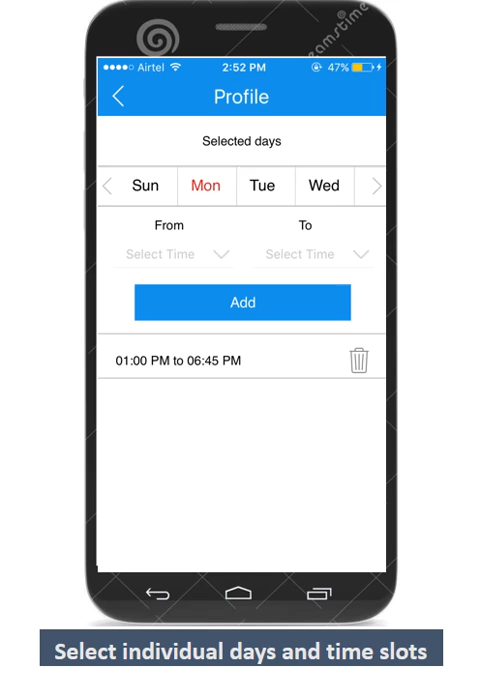 eamstime
Airtel 2:52 PM 47%
Profile
Selected days
Sun Mon Tue Wed
From To
Select Time Select Time
Add
01:00 PM to 06:45 PM
Select individual days and time slots